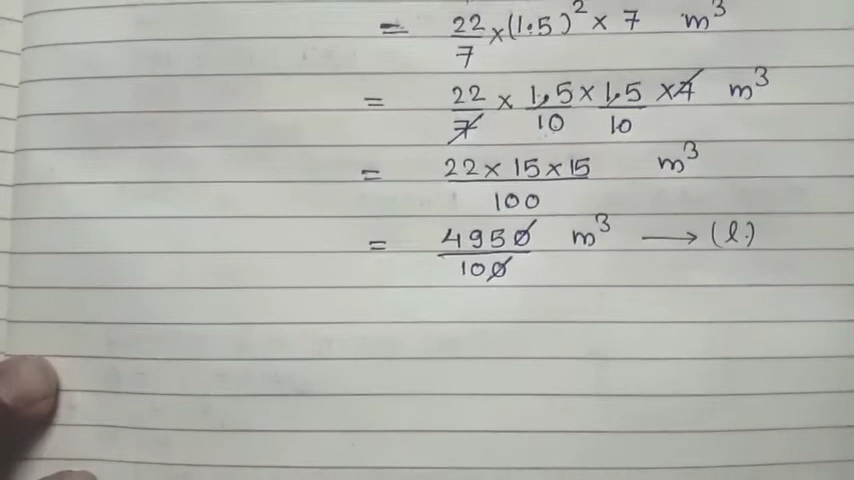 = 22/7 × (1.5)² × 7 m³
= 22/7 × 1.5/10 × 1.5/10 × 7 m³
= 22 × 15 × 15/100 m³
= 4950/100 m³ → (l.)